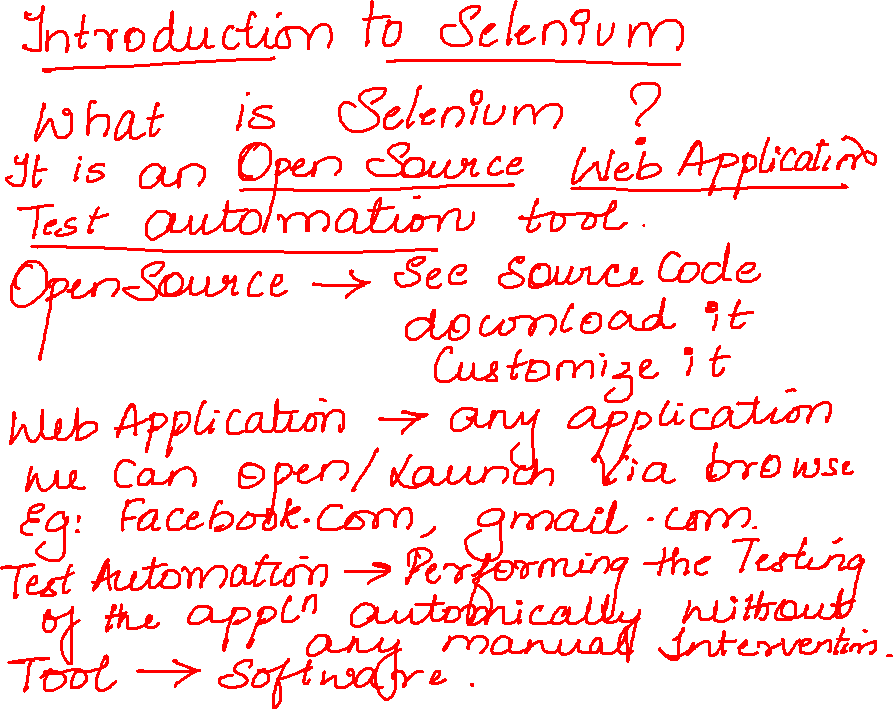 Introduction to Selenium
What is Selenium ?
It is an Open Source Web Application
Test automation tool.
OpenSource → See Source Code
download it
Customize it
Web Application → any application
we Can open/Launch via browse
Eg: Facebook.Com, gmail.com.
Test Automation → Performing the Testing
of the appln automically without
any manual Intervention.
Tool → Software.